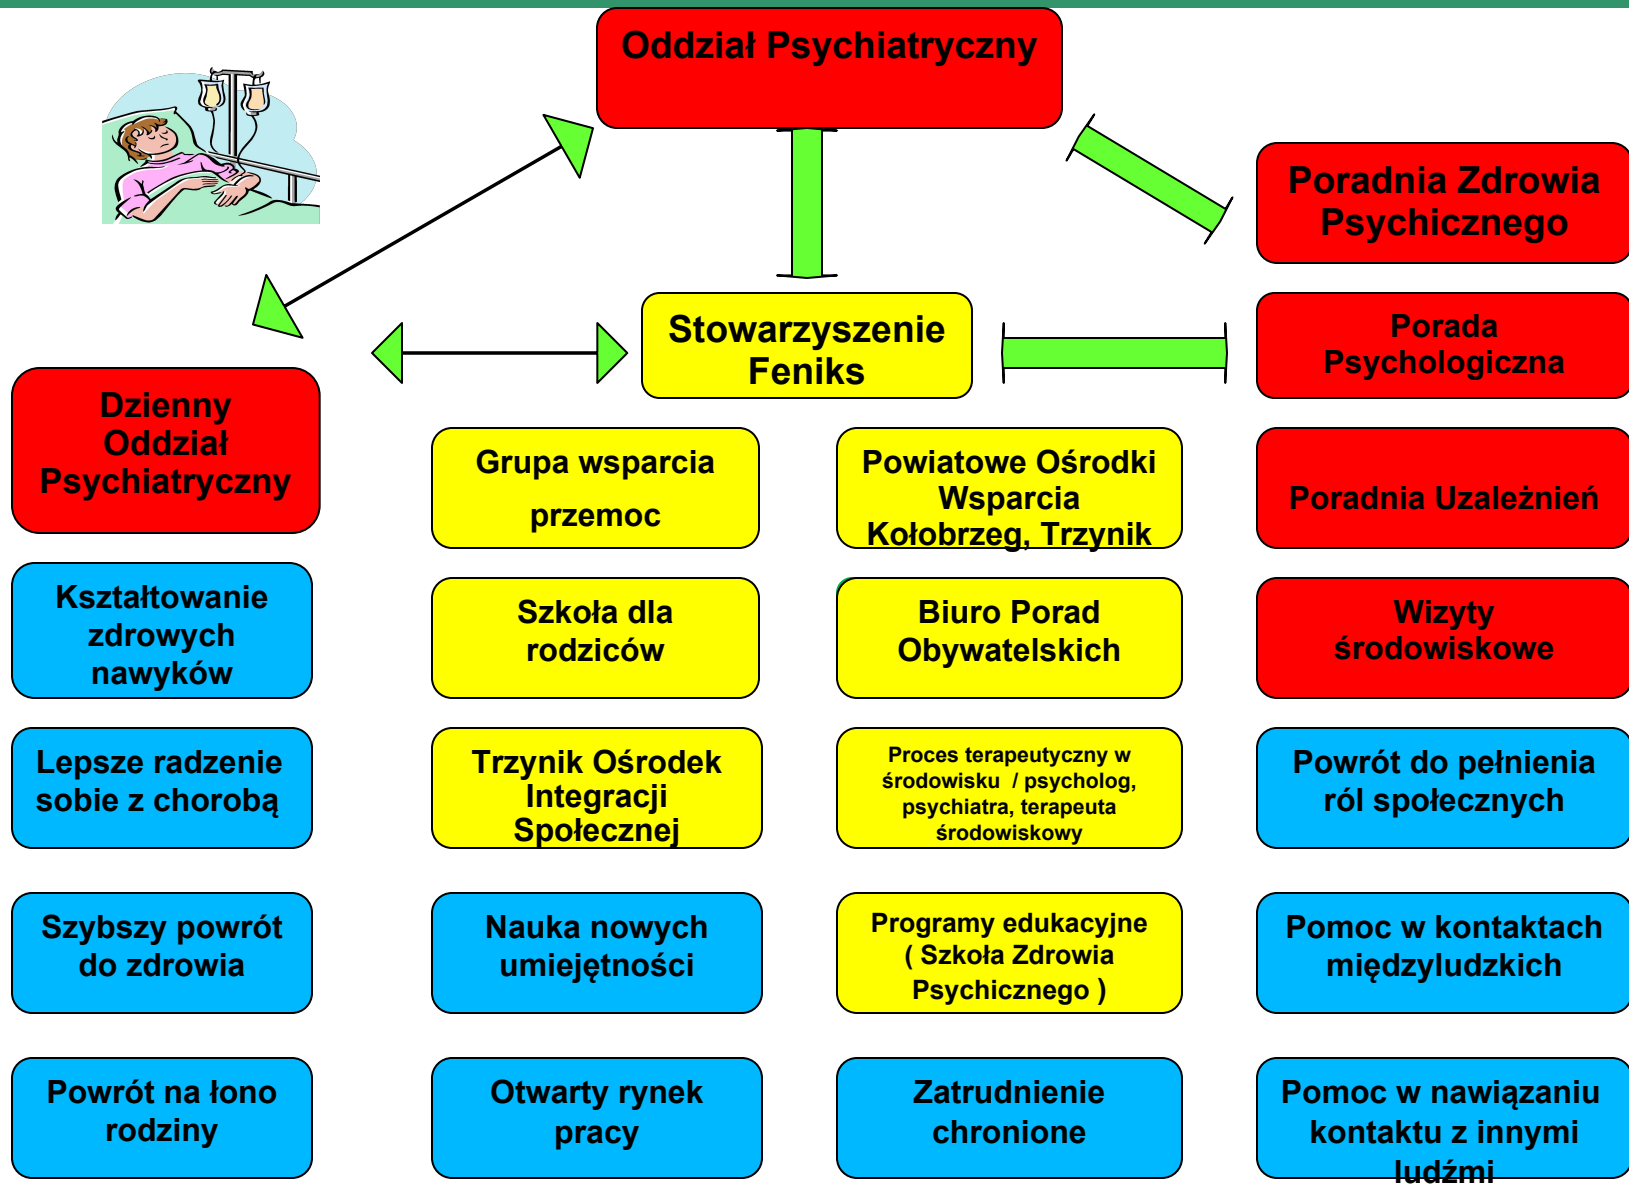 Oddział Psychiatryczny
Poradnia Zdrowia
Psychicznego
Stowarzyszenie
Feniks
Porada
Psychologiczna
Dzienny
Oddział
Psychiatryczny
Grupa wsparcia
przemoc
Powiatowe Ośrodki
Wsparcia
Kołobrzeg, Trzynik
Poradnia Uzależnień
Kształtowanie
zdrowych
nawyków
Szkoła dla
rodziców
Biuro Porad
Obywatelskich
Wizyty
środowiskowe
Lepsze radzenie
sobie z chorobą
Trzynik Ośrodek
Integracji
Społecznej
Proces terapeutyczny w
środowisku / psycholog,
psychiatra, terapeuta
środowiskowy
Powrót do pełnienia
ról społecznych
Szybszy powrót
do zdrowia
Nauka nowych
umiejętności
Programy edukacyjne
( Szkoła Zdrowia
Psychicznego )
Pomoc w kontaktach
międzyludzkich
Powrót na łono
rodziny
Otwarty rynek
pracy
Zatrudnienie
chronione
Pomoc w nawiązaniu
kontaktu z innymi
ludźmi